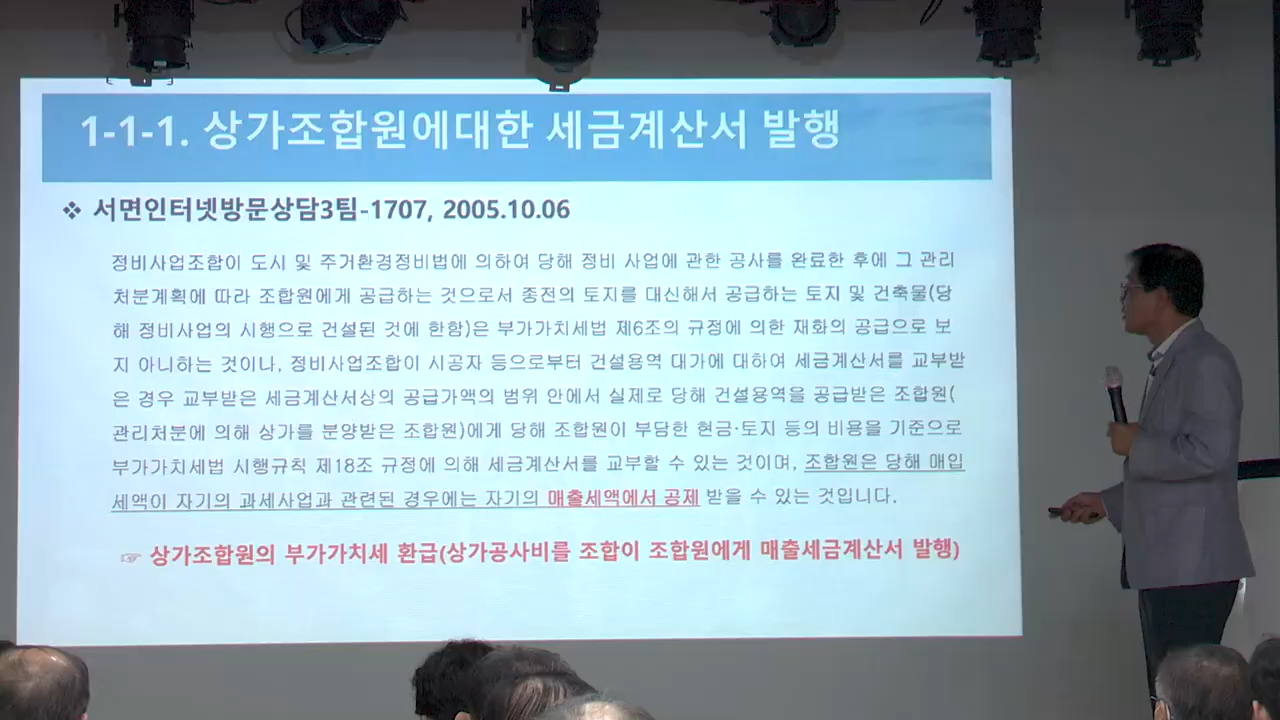 1-1-1. 상가조합원에대한 세금계산서 발행
❖ 서면인터넷방문상담3팀-1707, 2005.10.06
정비사업조합이 도시 및 주거환경정비법에 의하여 당해 정비 사업에 관한 공사를 완료한 후에 그 관리
처분계획에 따라 조합원에게 공급하는 것으로서 종전의 토지를 대신해서 공급하는 토지 및 건축물(당
해 정비사업의 시행으로 건설된 것에 한함)은 부가가치세법 제6조의 규정에 의한 재화의 공급으로 보
지 아니하는 것이나, 정비사업조합이 시공자 등으로부터 건설용역 대가에 대하여 세금계산서를 교부받
은 경우 교부받은 세금계산서상의 공급가액의 범위 안에서 실제로 당해 건설용역을 공급받은 조합원(
관리처분에 의해 상가를 분양받은 조합원)에게 당해 조합원이 부담한 현금·토지 등의 비용을 기준으로
부가가치세법 시행규칙 제18조 규정에 의해 세금계산서를 교부할 수 있는 것이며, 조합원은 당해 매입
세액이 자기의 과세사업과 관련된 경우에는 자기의 매출세액에서 공제 받을 수 있는 것입니다.
☞ 상가조합원의 부가가치세 환급(상가공사비를 조합이 조합원에게 매출세금계산서 발행)